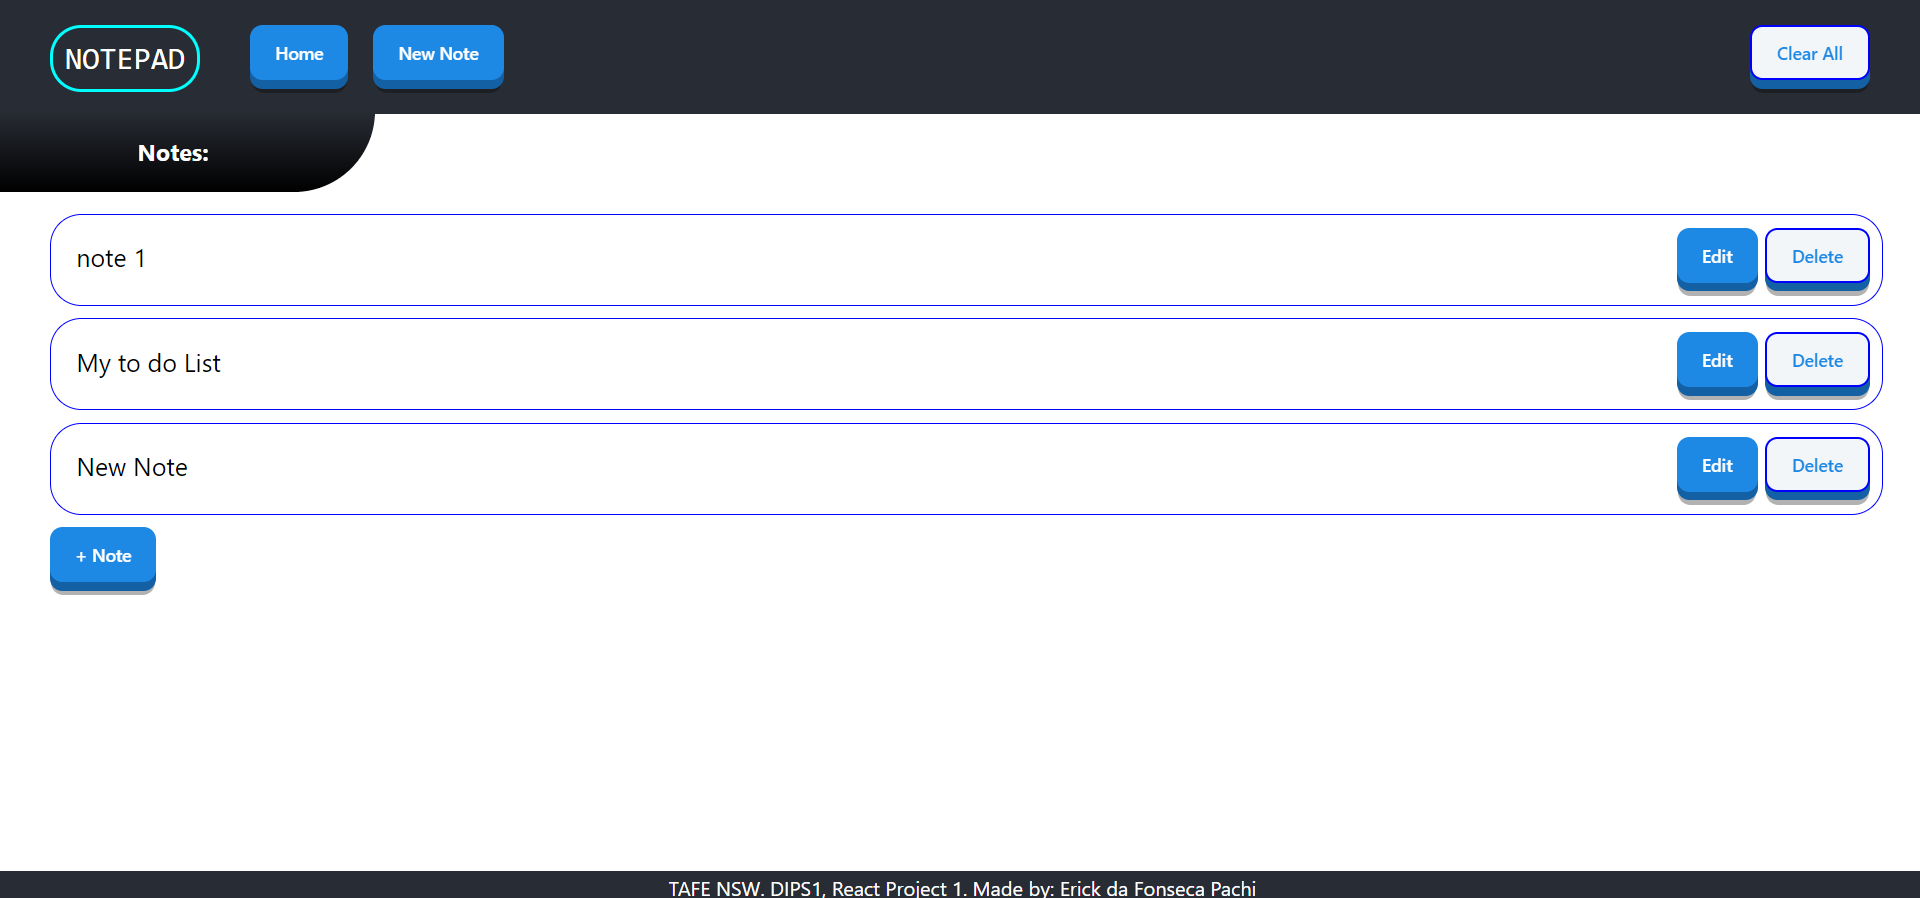 NOTEPAD Home New Note Clear All
Notes:
note 1 Edit Delete
My to do List Edit Delete
New Note Edit Delete
+ Note
TAFE NSW. DIPS1, React Project 1. Made by: Erick da Fonseca Pachi